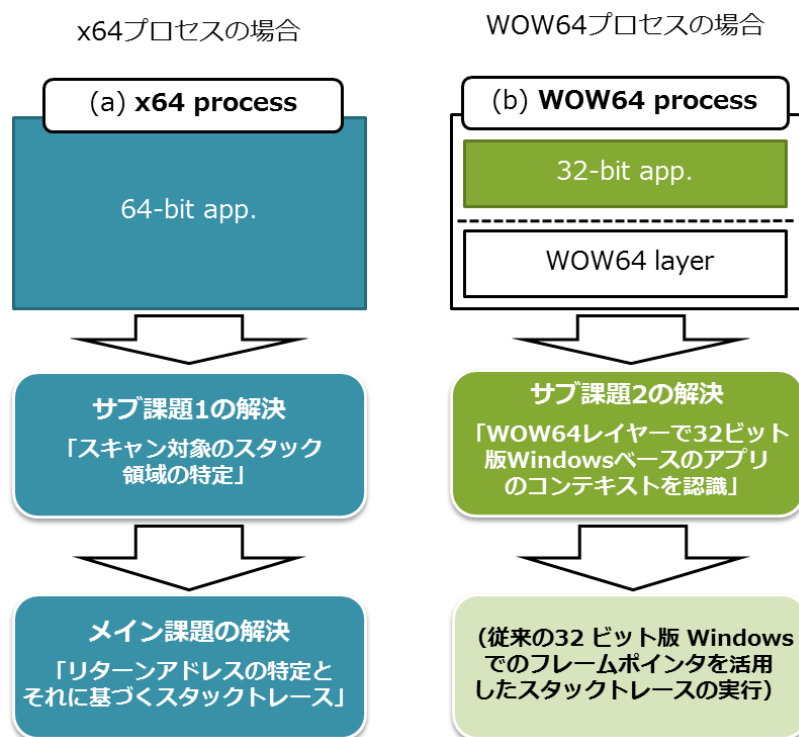 x64プロセスの場合
(a) x64 process
64-bit app.
サブ課題1の解決
「スキャン対象のスタック
領域の特定」
メイン課題の解決
「リターンアドレスの特定と
それに基づくスタックトレース」
WOW64プロセスの場合
(b) WOW64 process
32-bit app.
WOW64 layer
サブ課題2の解決
「WOW64レイヤーで32ビット
版Windowsベースのアプリ
のコンテキストを認識」
(従来の32 ビット版 Windows
でのフレームポインタを活用
したスタックトレースの実行)